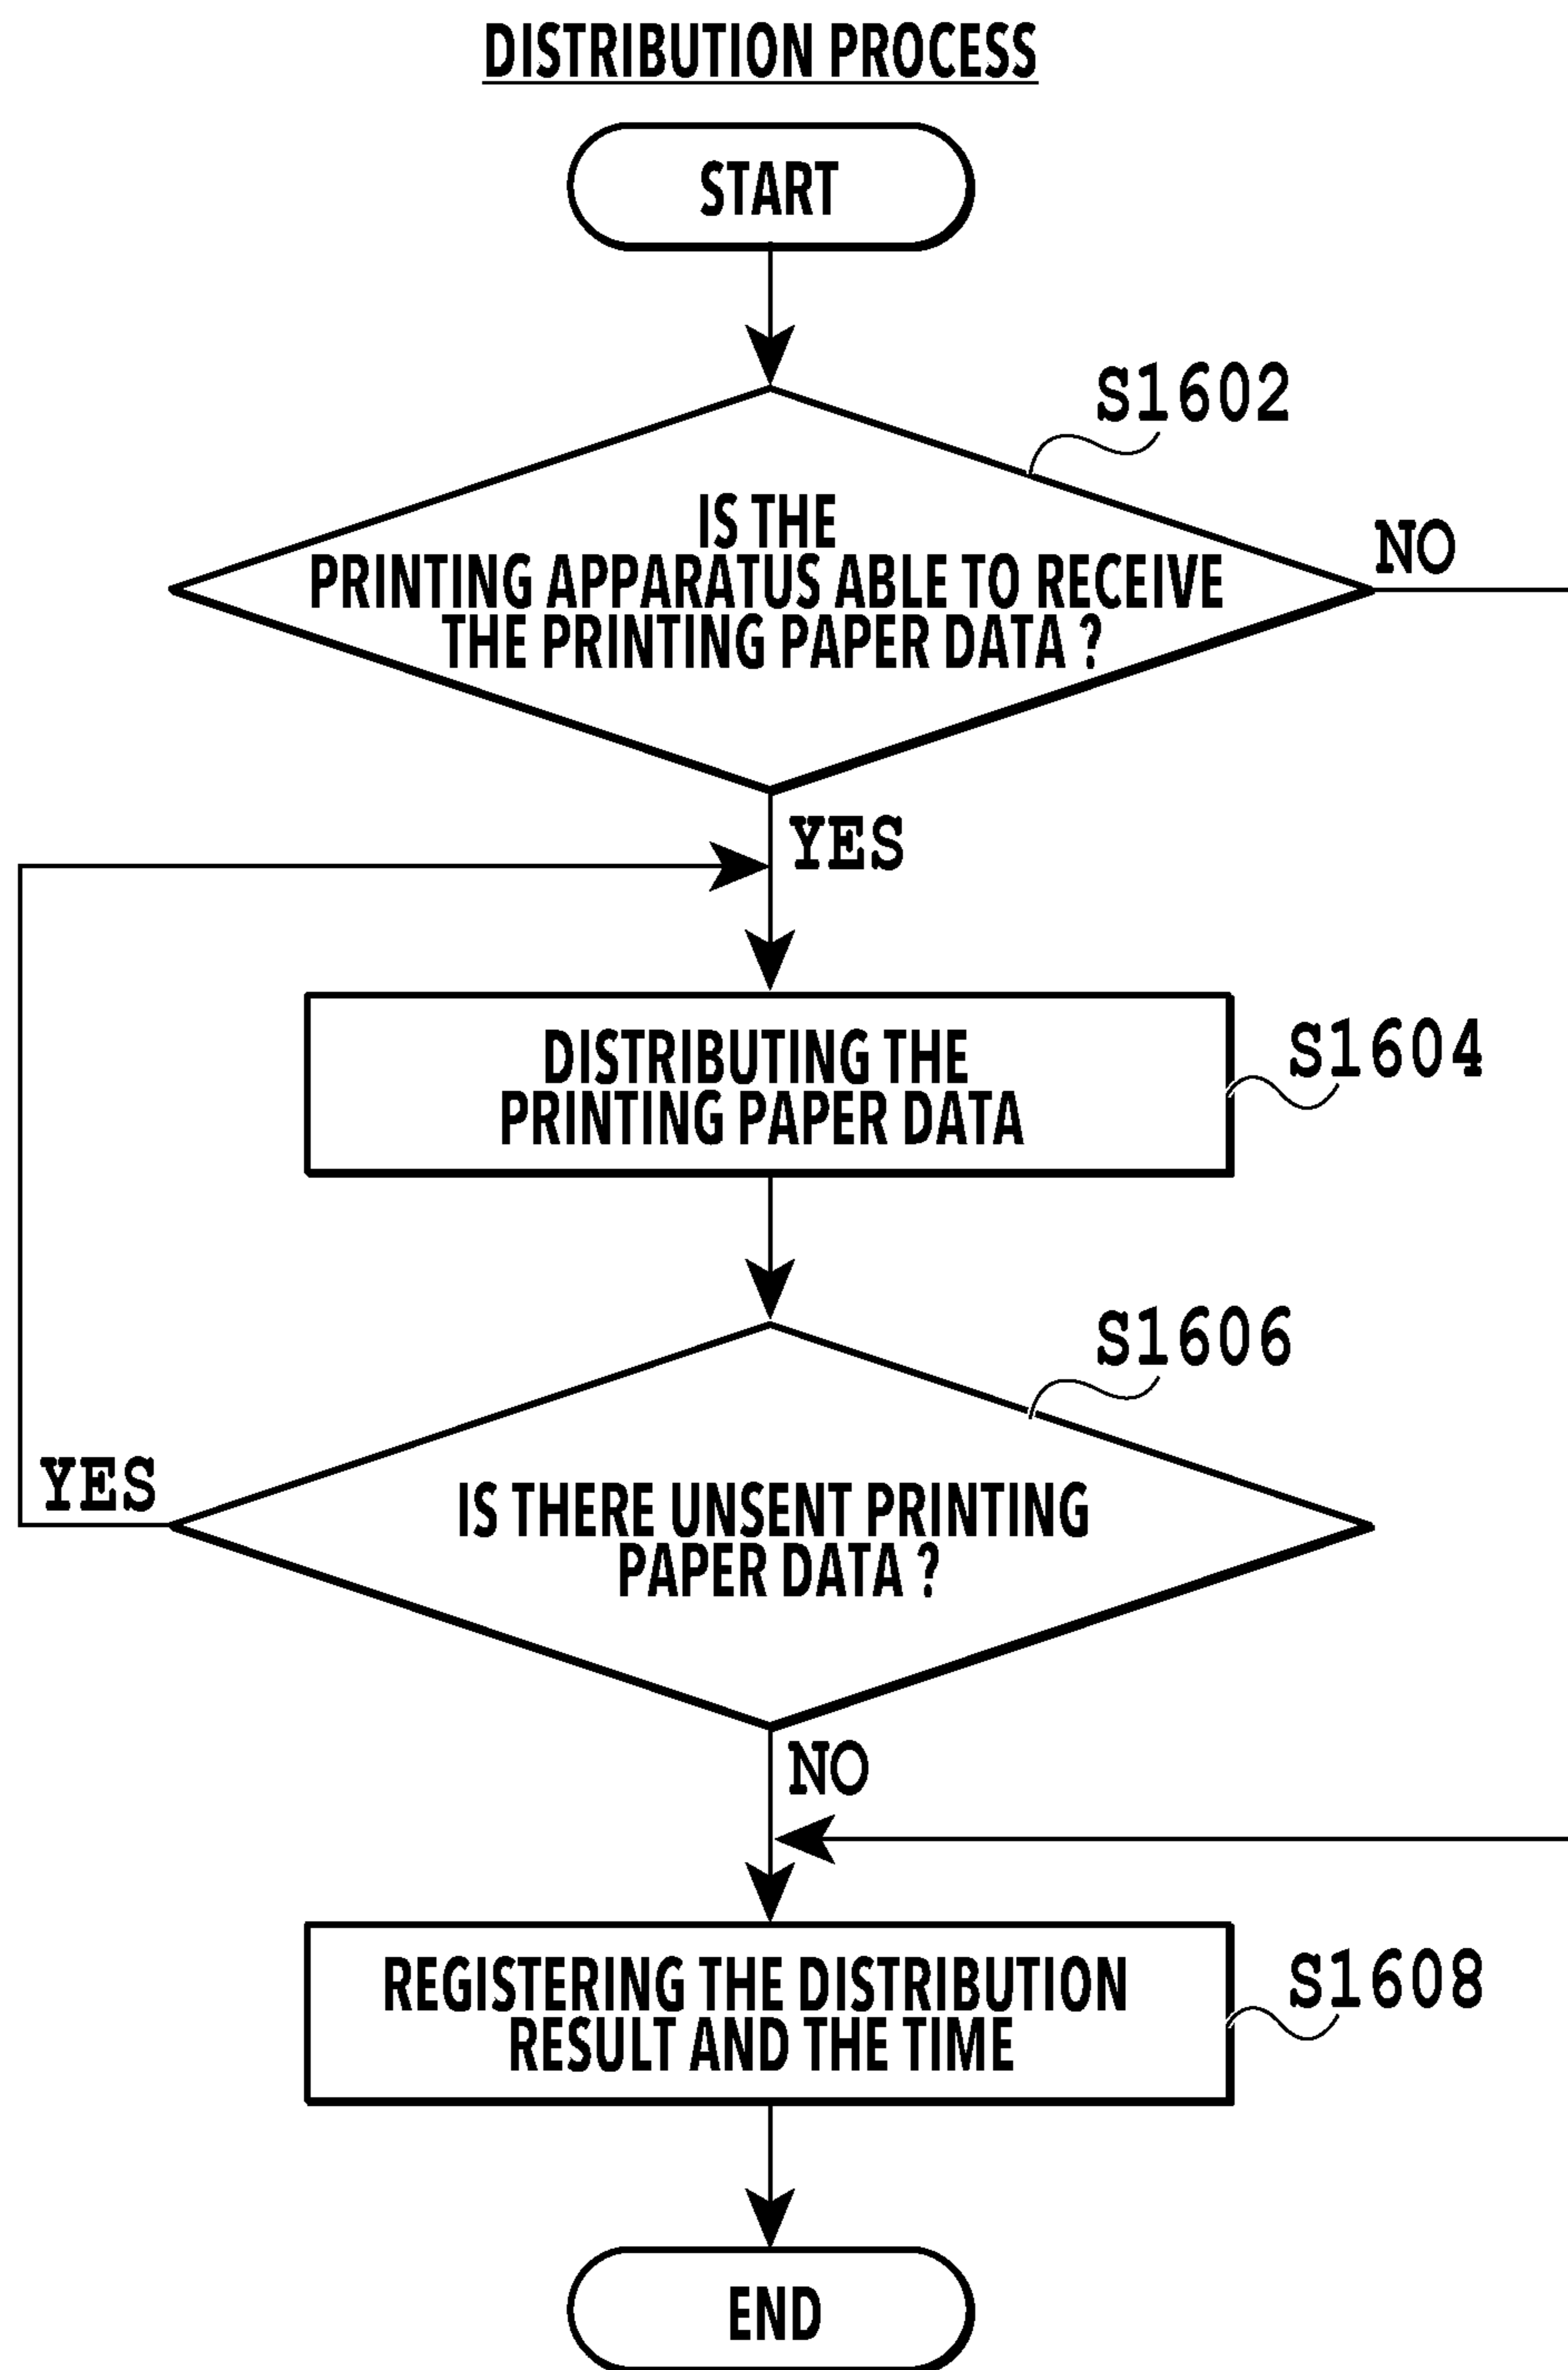 DISTRIBUTION PROCESS
START
S1602
IS THE
PRINTING APPARATUS ABLE TO RECEIVE
THE PRINTING PAPER DATA ?
NO
YES
DISTRIBUTING THE
PRINTING PAPER DATA
S1604
S1606
IS THERE UNSENT PRINTING
PAPER DATA ?
YES
NO
REGISTERING THE DISTRIBUTION
RESULT AND THE TIME
S1608
END